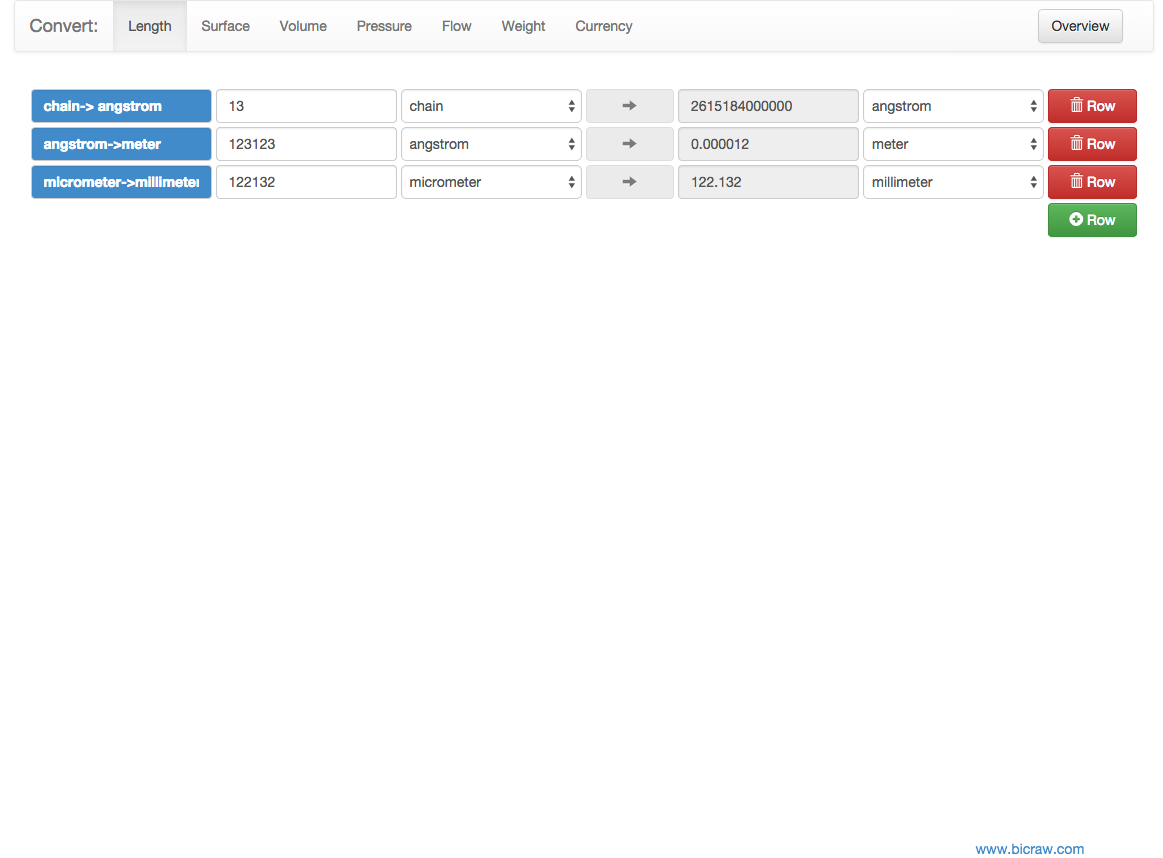 Convert: Length Surface Volume Pressure Flow Weight Currency Overview
chain-> angstrom 13 chain 2615184000000 angstrom Row
angstrom->meter 123123 angstrom 0.000012 meter Row
micrometer->millimeter 122132 micrometer 122.132 millimeter Row
Row
www.bicraw.com